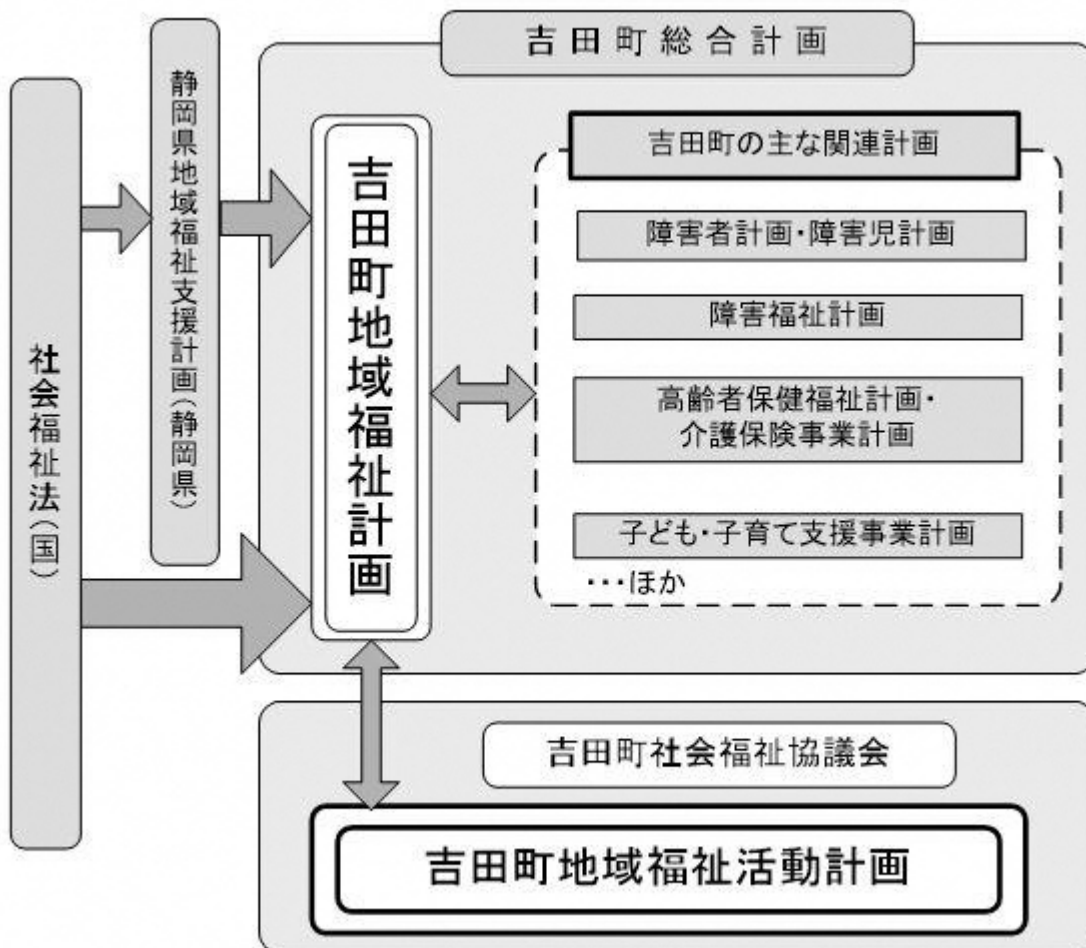 吉田町総合計画
社会福祉法(国)
静岡県地域福祉支援計画(静岡県)
吉田町地域福祉計画
吉田町の主な関連計画
障害者計画・障害児計画
障害福祉計画
高齢者保健福祉計画・
介護保険事業計画
子ども・子育て支援事業計画
・・・ほか
吉田町社会福祉協議会
吉田町地域福祉活動計画